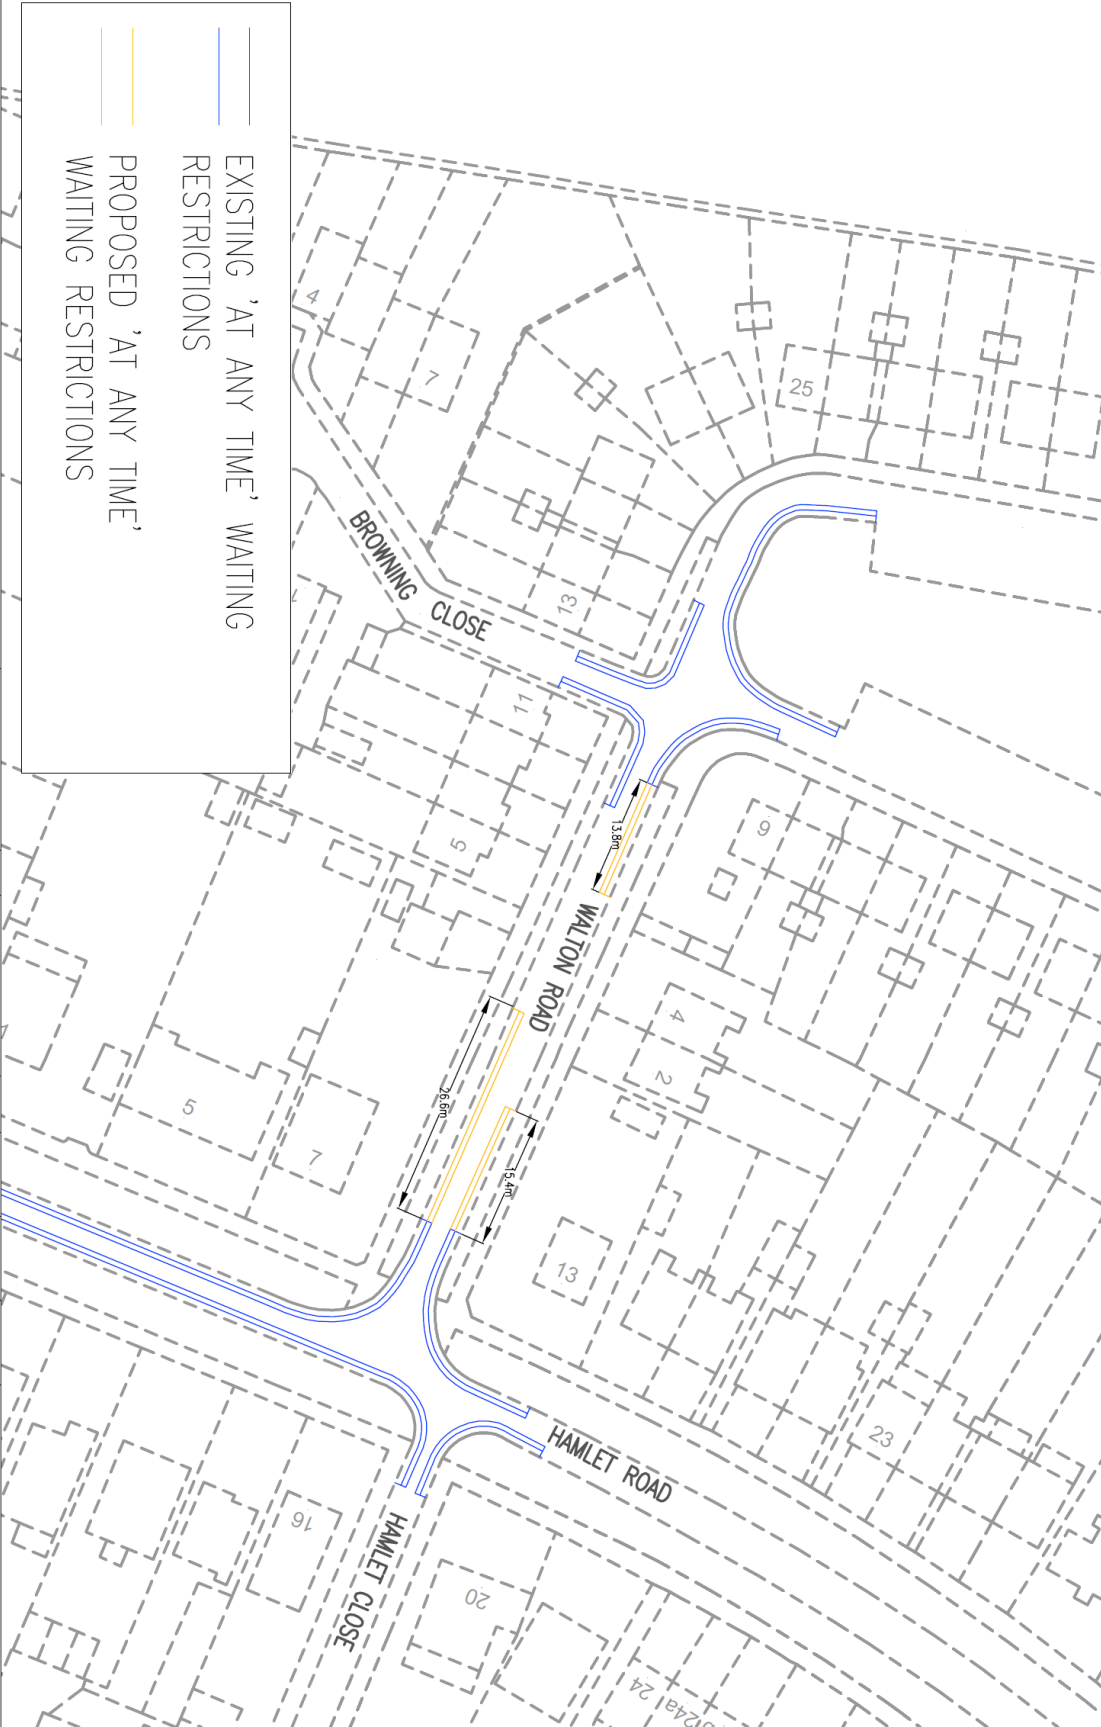 EXISTING 'AT ANY TIME' WAITING
RESTRICTIONS
PROPOSED 'AT ANY TIME'
WAITING RESTRICTIONS
4
7
25
BROWNING CLOSE
13
11
5
13.8m
9
WALTON ROAD
4
2
26.6m
15.4m
5
7
13
HAMLET ROAD
23
HAMLET CLOSE
16
20
24